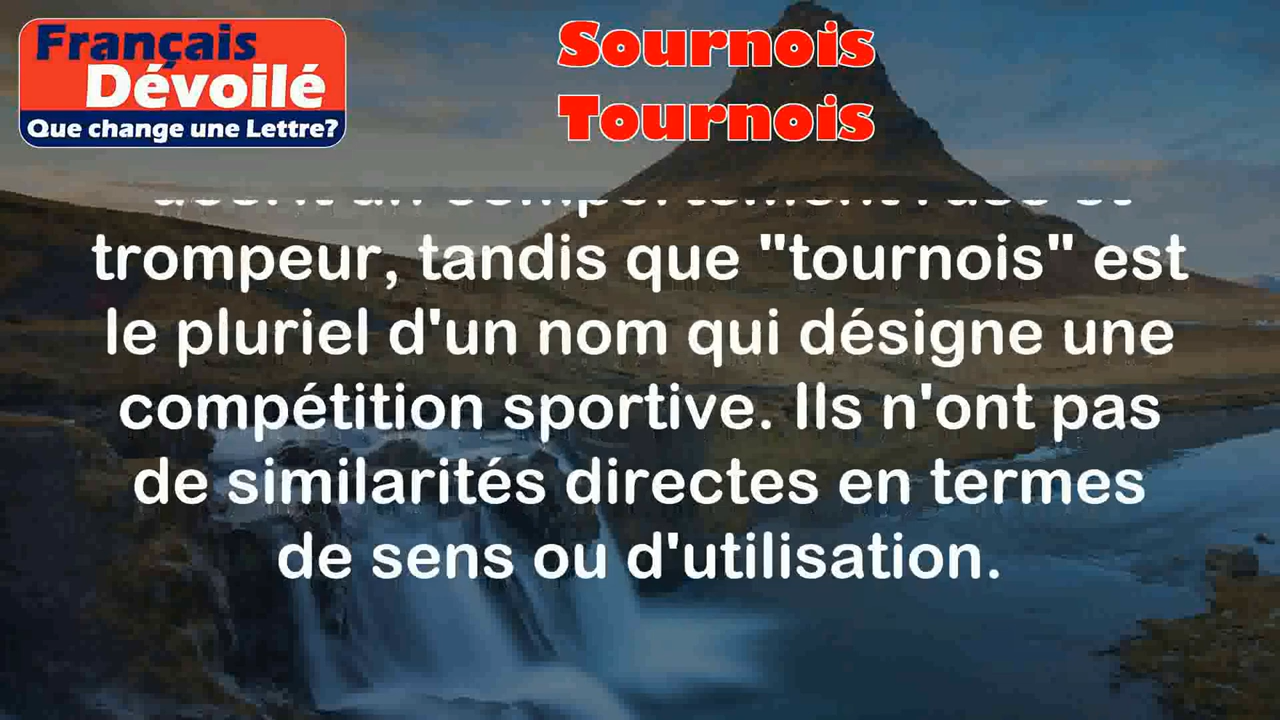 Français
Dévoilé
Que change une Lettre?
Sournois
Tournois
trompeur, tandis que "tournois" est
le pluriel d'un nom qui désigne une
compétition sportive. Ils n'ont pas
de similarités directes en termes
de sens ou d'utilisation.